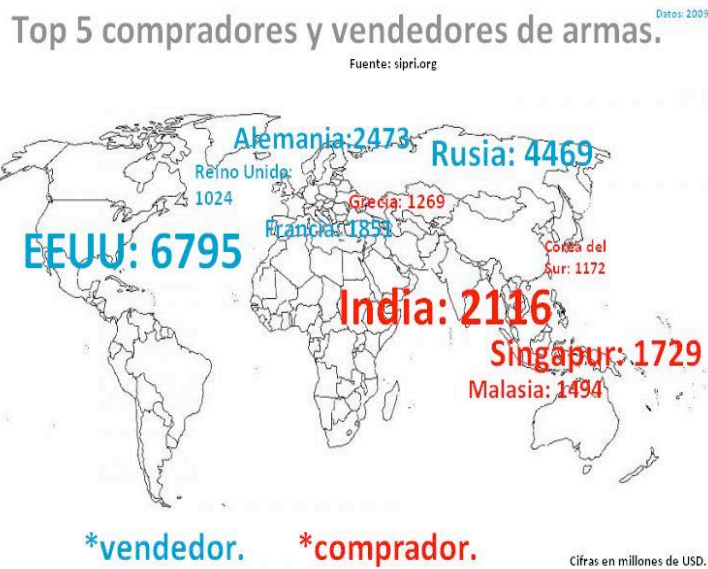 Top 5 compradores y vendedores de armas.
Datos: 2009
Fuente: sipri.org
Alemania:2473
Rusia: 4469
Reino Unido:
1024
Grecia: 1269
Francia: 1851
EEUU: 6795
Corea del
Sur: 1172
India: 2116
Singapur: 1729
Malasia: 1494
*vendedor.
*comprador.
Cifras en millones de USD.